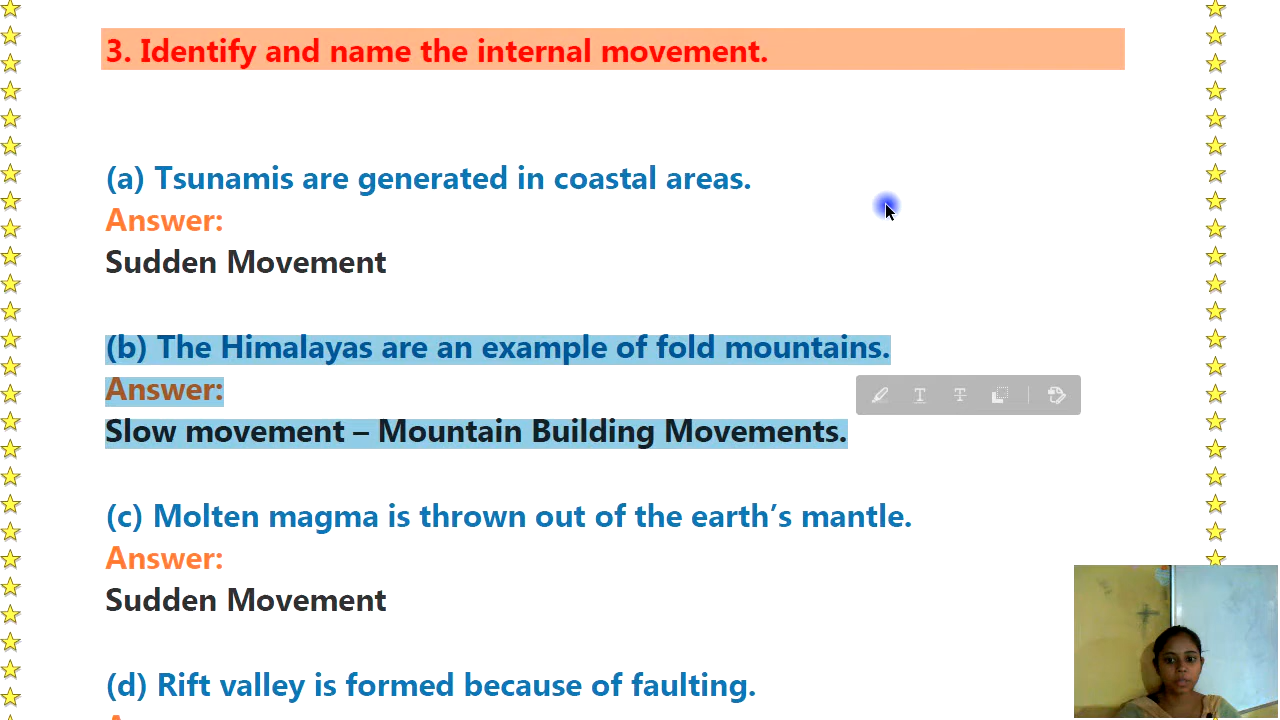 3. Identify and name the internal movement.
(a) Tsunamis are generated in coastal areas.
Answer:
Sudden Movement
(b) The Himalayas are an example of fold mountains.
Answer:
Slow movement – Mountain Building Movements.
(c) Molten magma is thrown out of the earth’s mantle.
Answer:
Sudden Movement
(d) Rift valley is formed because of faulting.